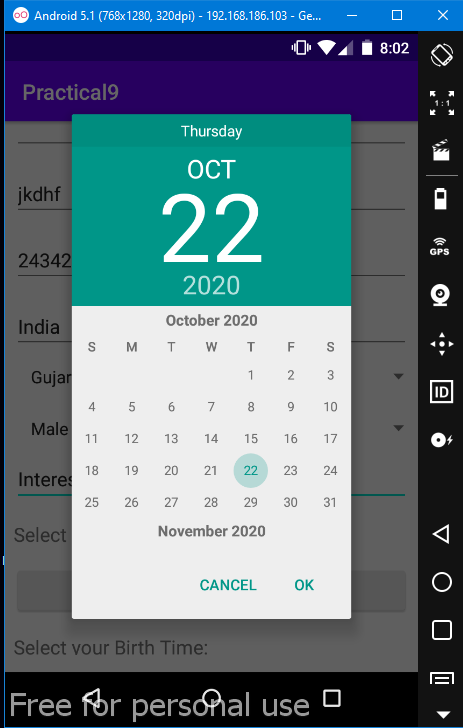 Android 5.1 (768x1280, 320dpi) - 192.168.186.103 - Ge...
8:02
Practical9
1:1
Thursday
OCT
22
2020
jkdhf
24342
GPS
India
October 2020
S M T W T F S
1 2 3
Gujar
4 5 6 7 8 9 10
ID
Male
11 12 13 14 15 16 17
18 19 20 21 22 23 24
Interes
25 26 27 28 29 30 31
November 2020
Select
CANCEL OK
Select your Birth Time:
Free for personal use